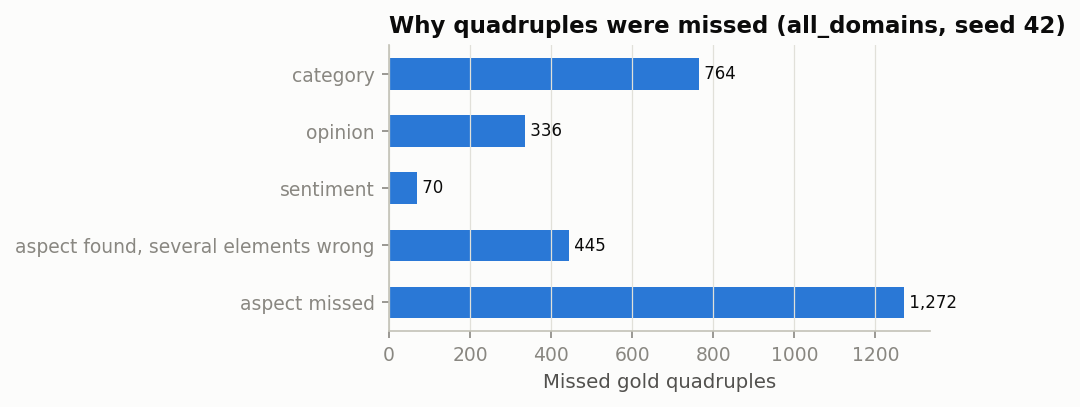 Why quadruples were missed (all_domains, seed 42)
category 764
opinion 336
sentiment 70
aspect found, several elements wrong 445
aspect missed 1,272
0 200 400 600 800 1000 1200
Missed gold quadruples